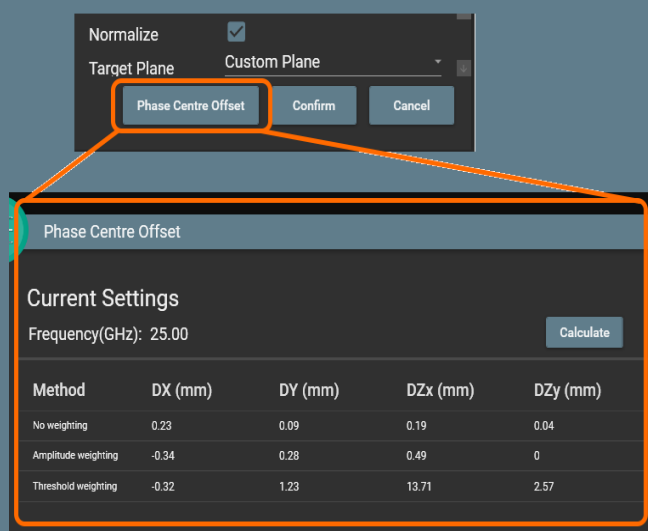 Normalize
Target Plane Custom Plane
Phase Centre Offset Confirm Cancel
Phase Centre Offset
Current Settings
Frequency(GHz): 25.00 Calculate
Method DX (mm) DY (mm) DZx (mm) DZy (mm)
No weighting 0.23 0.09 0.19 0.04
Amplitude weighting -0.34 0.28 0.49 0
Threshold weighting -0.32 1.23 13.71 2.57